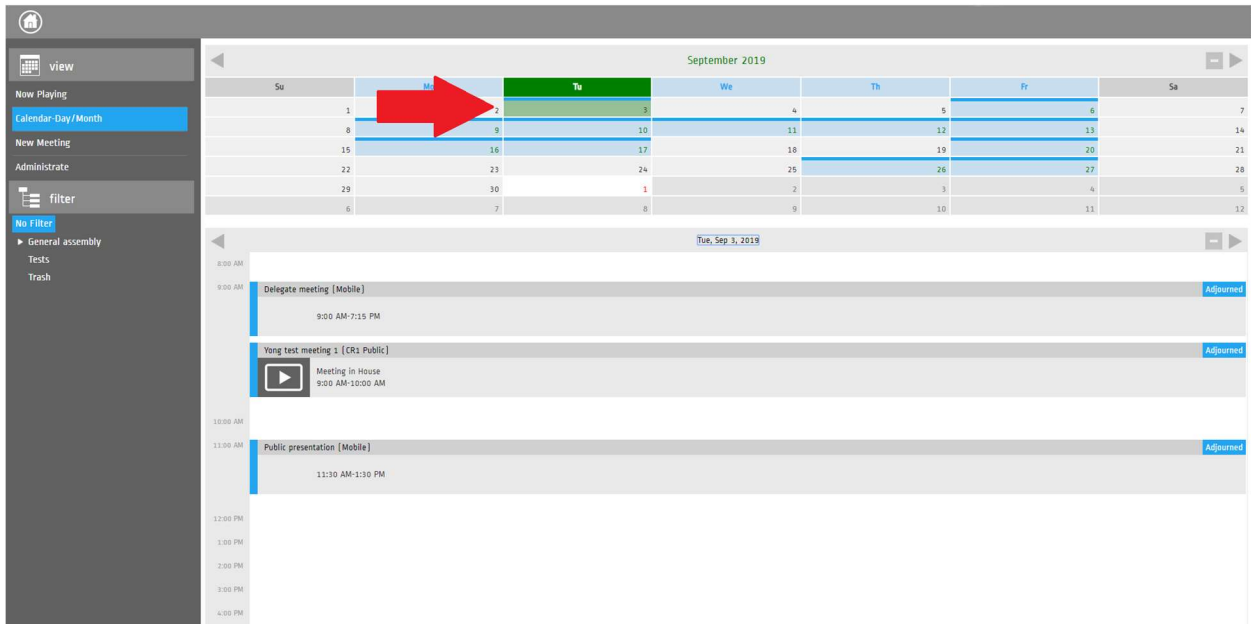 view
Now Playing
Calendar-Day/Month
New Meeting
Administrate
filter
No Filter
General assembly
Tests
Trash
September 2019
Su Mo Tu We Th Fr Sa
1 2 3 4 5 6 7
8 9 10 11 12 13 14
15 16 17 18 19 20 21
22 23 24 25 26 27 28
29 30 1 2 3 4 5
6 7 8 9 10 11 12
Tue, Sep 3, 2019
8:00 AM
9:00 AM Delegate meeting (Mobile) Adjourned
9:00 AM-7:15 PM
Yong test meeting 1 (CR1 Public) Adjourned
Meeting in House
9:00 AM-10:00 AM
10:00 AM
11:00 AM Public presentation (Mobile) Adjourned
11:30 AM-1:30 PM
12:00 PM
1:00 PM
2:00 PM
3:00 PM
4:00 PM